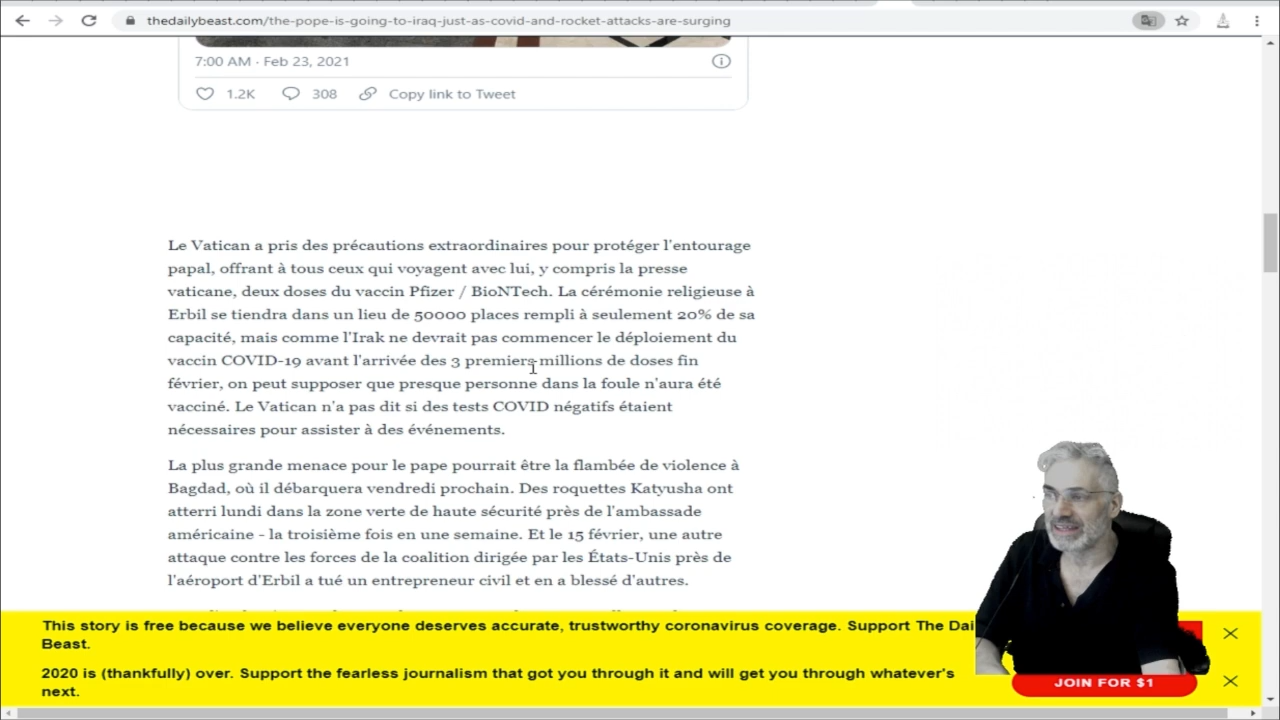 thedailybeast.com/the-pope-is-going-to-iraq-just-as-covid-and-rocket-attacks-are-surging
7:00 AM · Feb 23, 2021
1.2K 308 Copy link to Tweet
Le Vatican a pris des précautions extraordinaires pour protéger l'entourage
papal, offrant à tous ceux qui voyagent avec lui, y compris la presse
vaticane, deux doses du vaccin Pfizer / BioNTech. La cérémonie religieuse à
Erbil se tiendra dans un lieu de 50000 places rempli à seulement 20% de sa
capacité, mais comme l'Irak ne devrait pas commencer le déploiement du
vaccin COVID-19 avant l'arrivée des 3 premiers millions de doses fin
février, on peut supposer que presque personne dans la foule n'aura été
vacciné. Le Vatican n'a pas dit si des tests COVID négatifs étaient
nécessaires pour assister à des événements.
La plus grande menace pour le pape pourrait être la flambée de violence à
Bagdad, où il débarquera vendredi prochain. Des roquettes Katyusha ont
atterri lundi dans la zone verte de haute sécurité près de l'ambassade
américaine - la troisième fois en une semaine. Et le 15 février, une autre
attaque contre les forces de la coalition dirigée par les États-Unis près de
l'aéroport d'Erbil a tué un entrepreneur civil et en a blessé d'autres.
This story is free because we believe everyone deserves accurate, trustworthy coronavirus coverage. Support The Dai
Beast.
2020 is (thankfully) over. Support the fearless journalism that got you through it and will get you through whatever's
next.
JOIN FOR $1